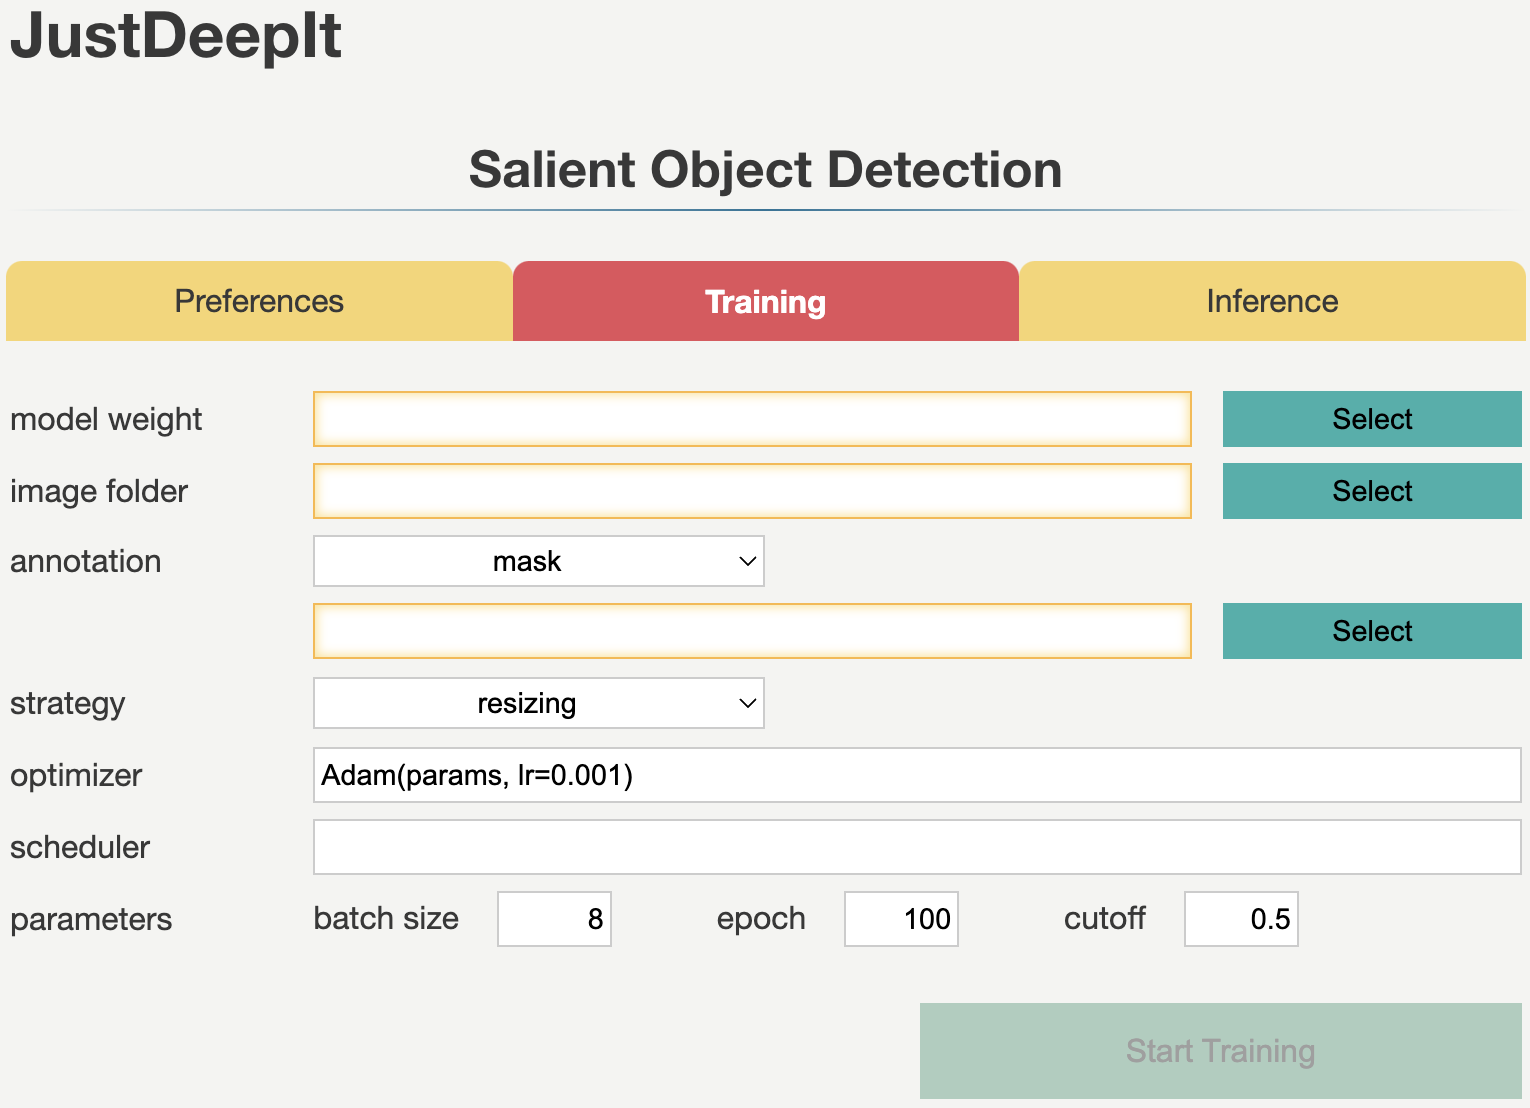 JustDeepIt
Salient Object Detection
Preferences Training Inference
model weight Select
image folder Select
annotation mask
Select
strategy resizing
optimizer Adam(params, lr=0.001)
scheduler
parameters batch size 8 epoch 100 cutoff 0.5
Start Training